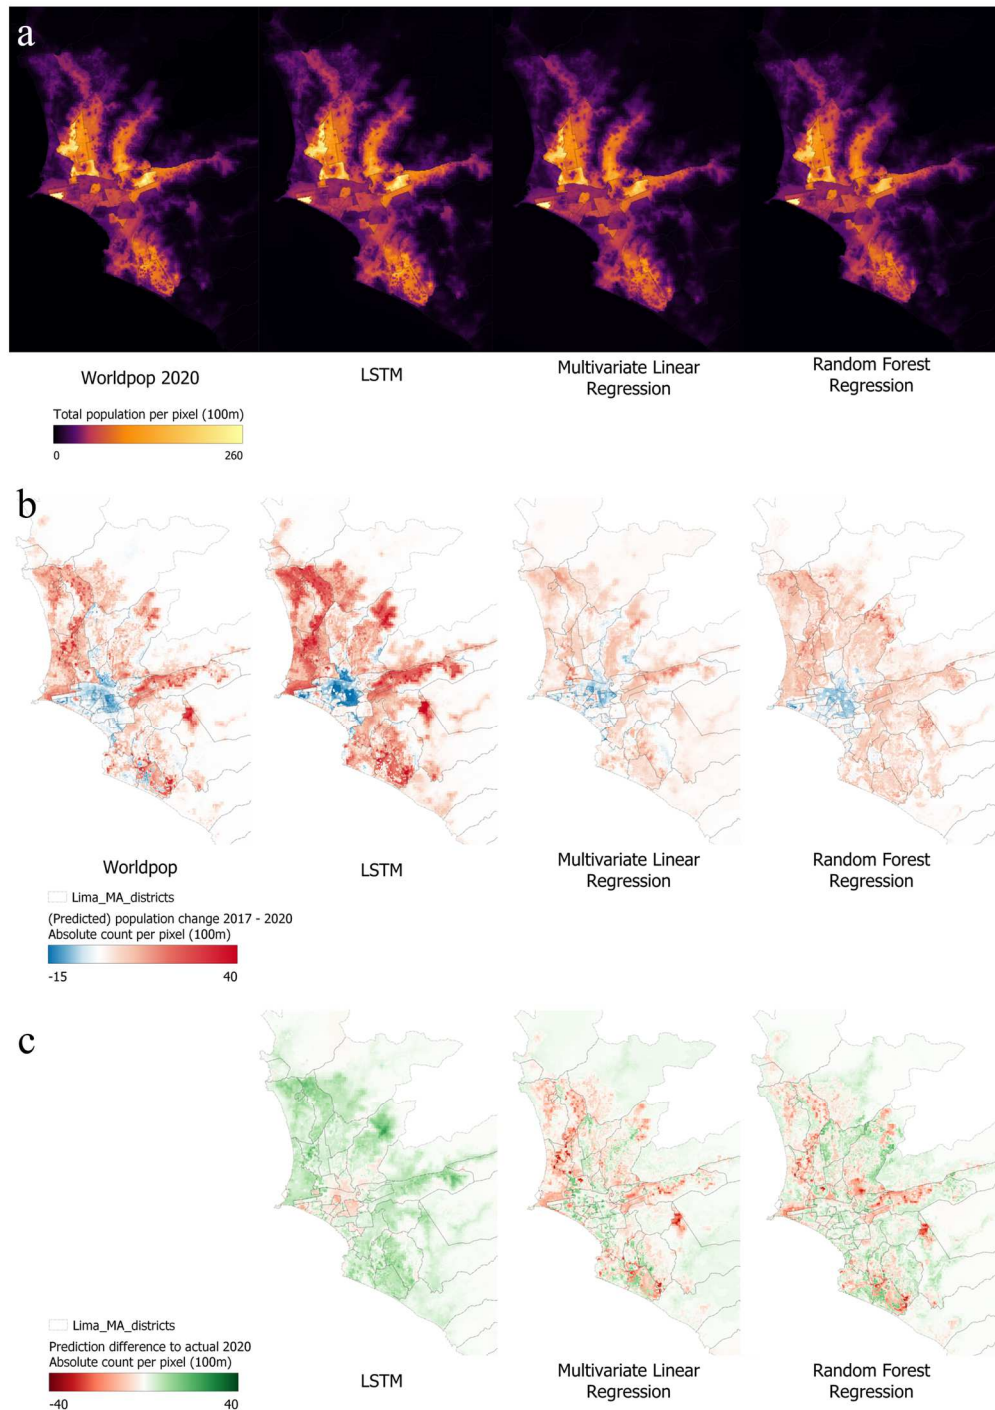 a
Worldpop 2020
LSTM
Multivariate Linear
Regression
Random Forest
Regression
Total population per pixel (100m)
0
260
b
Worldpop
LSTM
Multivariate Linear
Regression
Random Forest
Regression
Lima_MA_districts
(Predicted) population change 2017 - 2020
Absolute count per pixel (100m)
-15
40
c
LSTM
Multivariate Linear
Regression
Random Forest
Regression
Lima_MA_districts
Prediction difference to actual 2020
Absolute count per pixel (100m)
-40
40